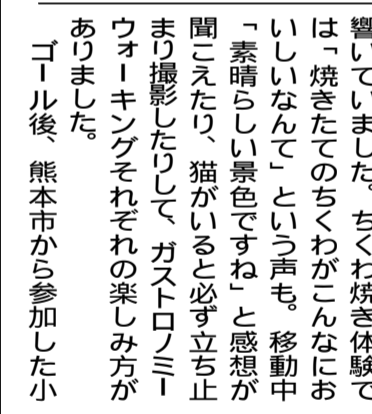 響いていました。ちくわ焼き体験で
は「焼きたてのちくわがこんなにお
いしいなんて」という声も。移動中
「素晴らしい景色ですね」と感想が
聞こえたり、猫がいると必ず立ち止
まり撮影したりして、ガストロノミー
ウォーキングそれぞれの楽しみ方が
ありました。
ゴール後、熊本市から参加した小